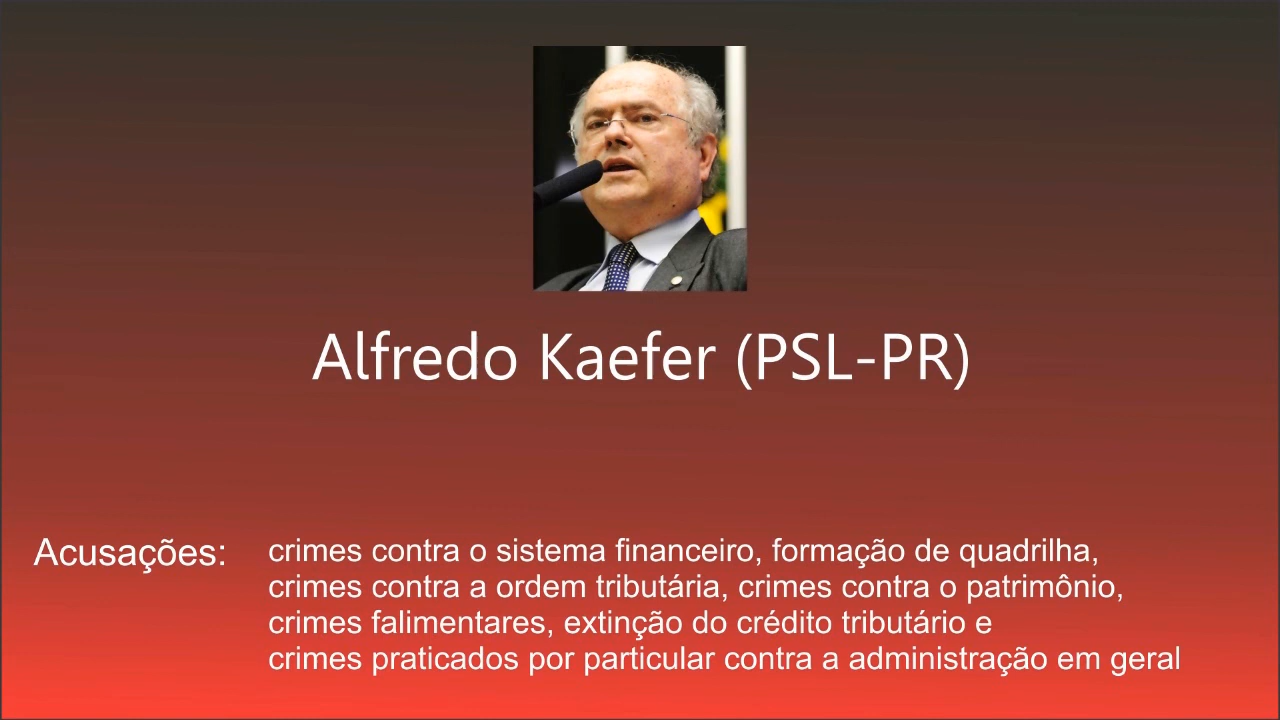 Alfredo Kaefer (PSL-PR)
Acusações: crimes contra o sistema financeiro, formação de quadrilha,
crimes contra a ordem tributária, crimes contra o patrimônio,
crimes falimentares, extinção do crédito tributário e
crimes praticados por particular contra a administração em geral